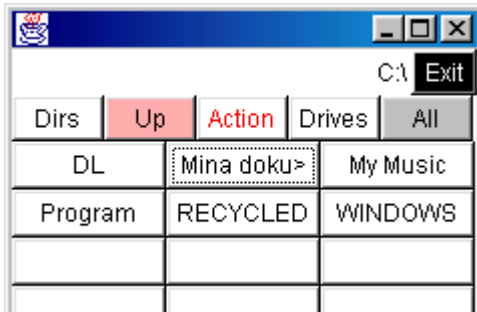 C:\ Exit
Dirs Up Action Drives All
DL Mina doku> My Music
Program RECYCLED WINDOWS